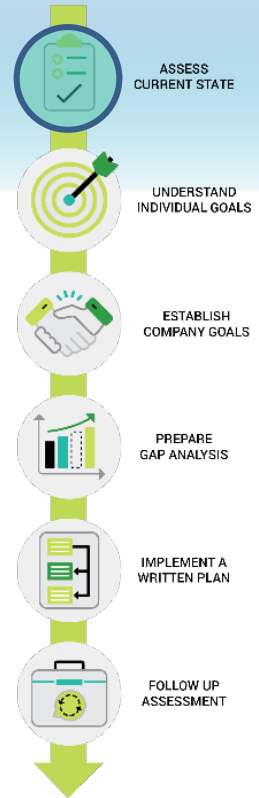 ASSESS
CURRENT STATE
UNDERSTAND
INDIVIDUAL GOALS
ESTABLISH
COMPANY GOALS
PREPARE
GAP ANALYSIS
IMPLEMENT A
WRITTEN PLAN
FOLLOW UP
ASSESSMENT